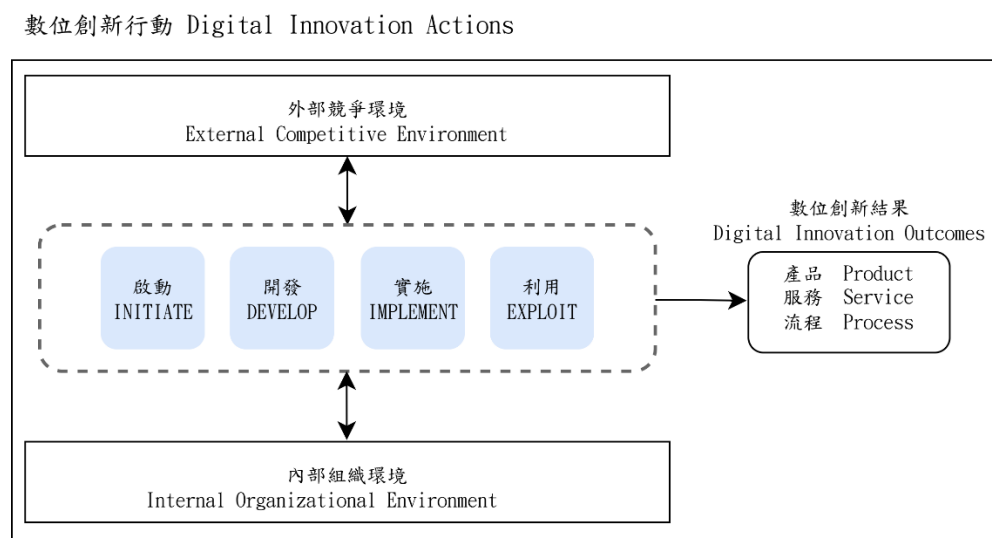 數位創新行動 Digital Innovation Actions
外部競爭環境
External Competitive Environment
啟動
INITIATE
開發
DEVELOP
實施
IMPLEMENT
利用
EXPLOIT
數位創新結果
Digital Innovation Outcomes
產品 Product
服務 Service
流程 Process
內部組織環境
Internal Organizational Environment